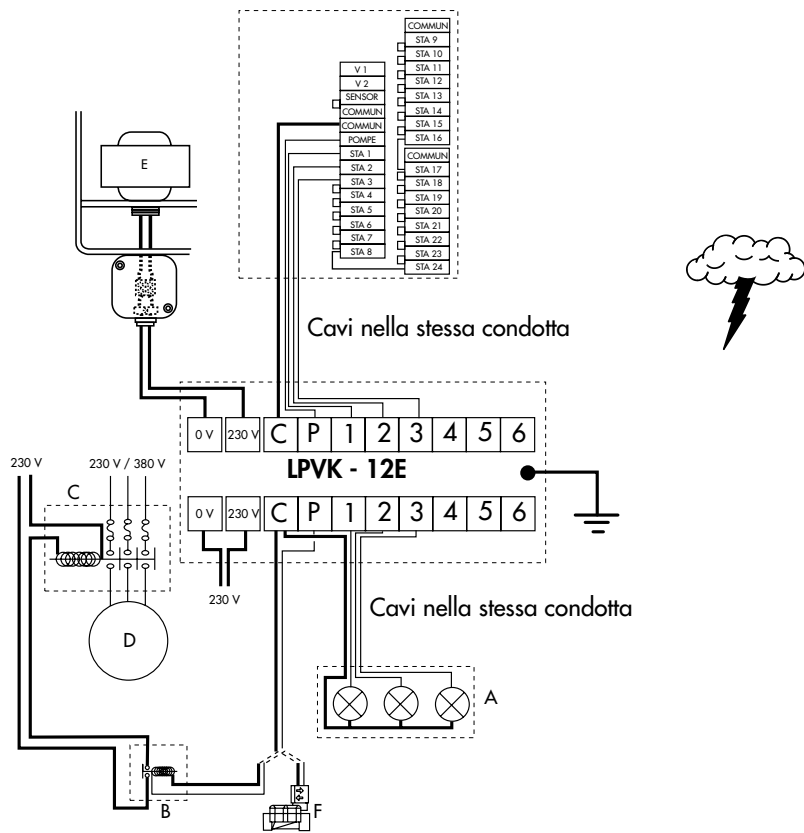 COMMUN
STA 9
STA 10
STA 11
STA 12
STA 13
STA 14
STA 15
STA 16
COMMUN
STA 17
STA 18
STA 19
STA 20
STA 21
STA 22
STA 23
STA 24
V 1
V 2
SENSOR
COMMUN
COMMUN
POMPE
STA 1
STA 2
STA 3
STA 4
STA 5
STA 6
STA 7
STA 8
E
Cavi nella stessa condotta
0 V 230 V C P 1 2 3 4 5 6
LPVK - 12E
0 V 230 V C P 1 2 3 4 5 6
230 V
230 V 230 V / 380 V
C
D
Cavi nella stessa condotta
A
B
F